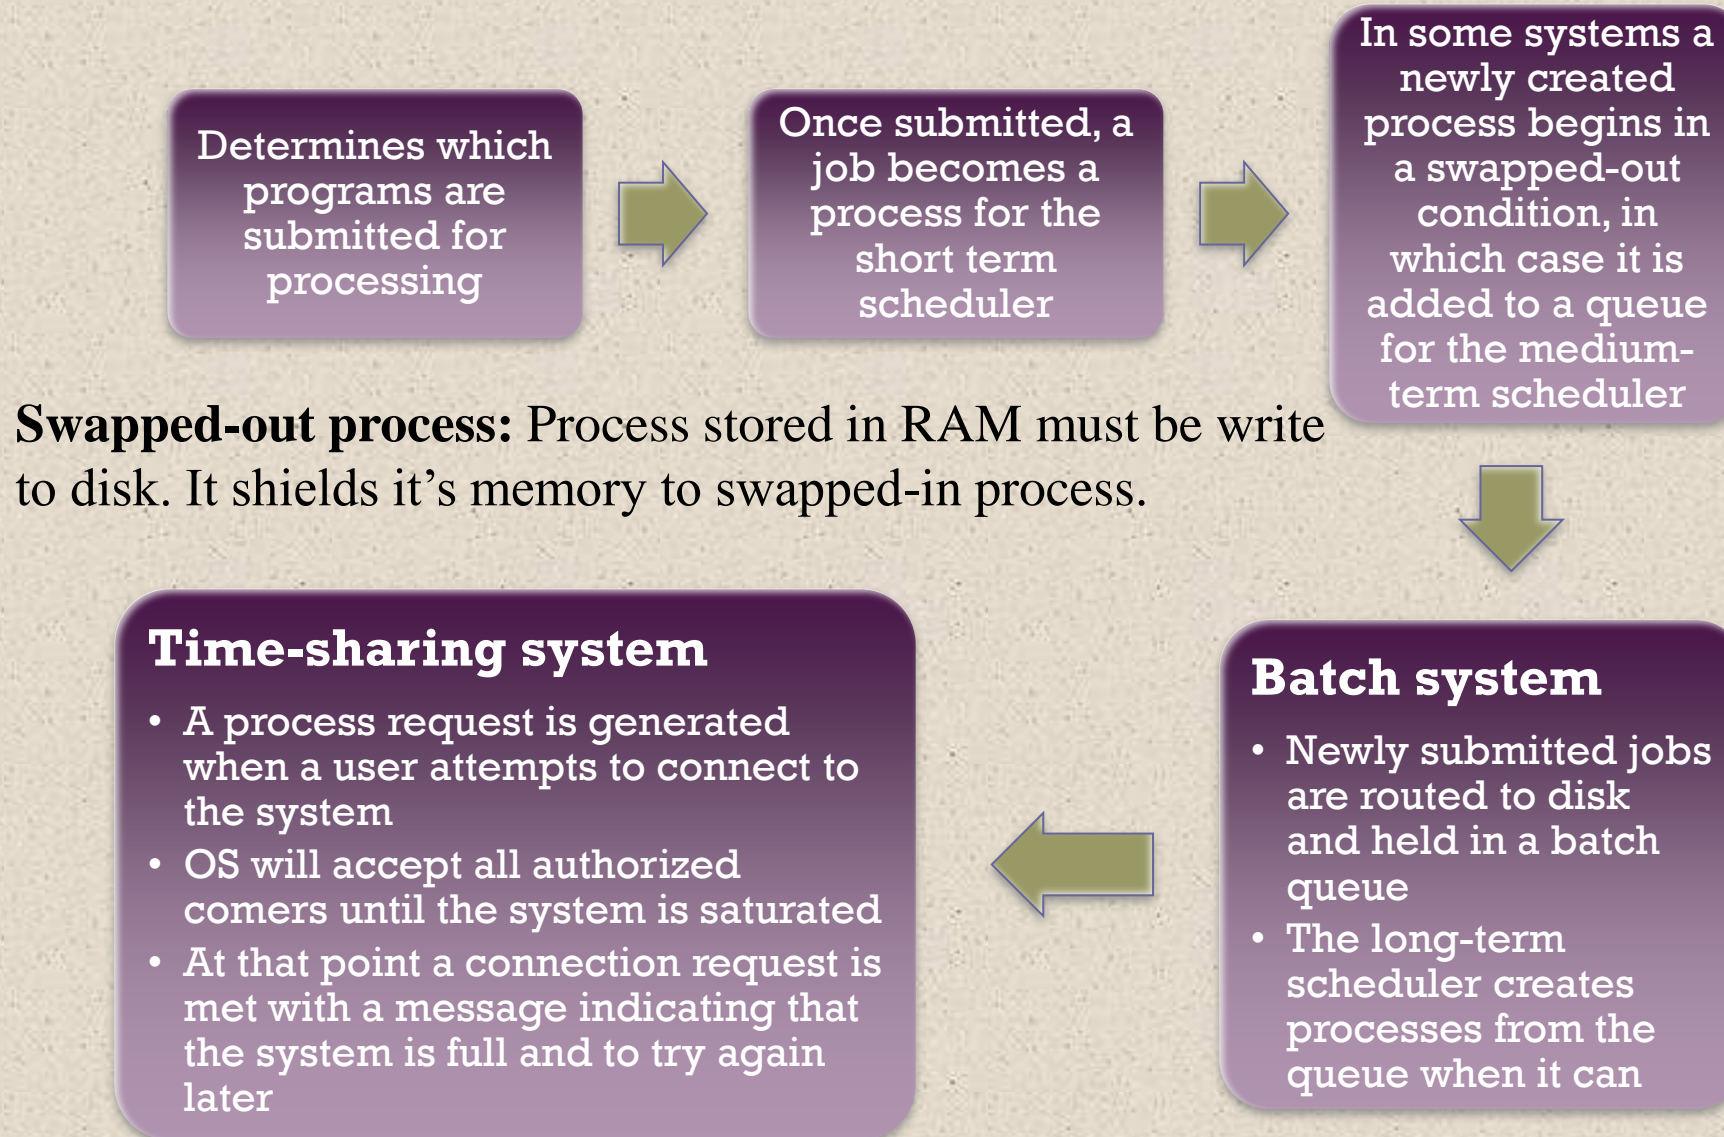 Determines which
programs are
submitted for
processing
Once submitted, a
job becomes a
process for the
short term
scheduler
In some systems a
newly created
process begins in
a swapped-out
condition, in
which case it is
added to a queue
for the medium-
term scheduler
Swapped-out process: Process stored in RAM must be write
to disk. It shields it’s memory to swapped-in process.
Batch system
• Newly submitted jobs
are routed to disk
and held in a batch
queue
• The long-term
scheduler creates
processes from the
queue when it can
Time-sharing system
• A process request is generated
when a user attempts to connect to
the system
• OS will accept all authorized
comers until the system is saturated
• At that point a connection request is
met with a message indicating that
the system is full and to try again
later